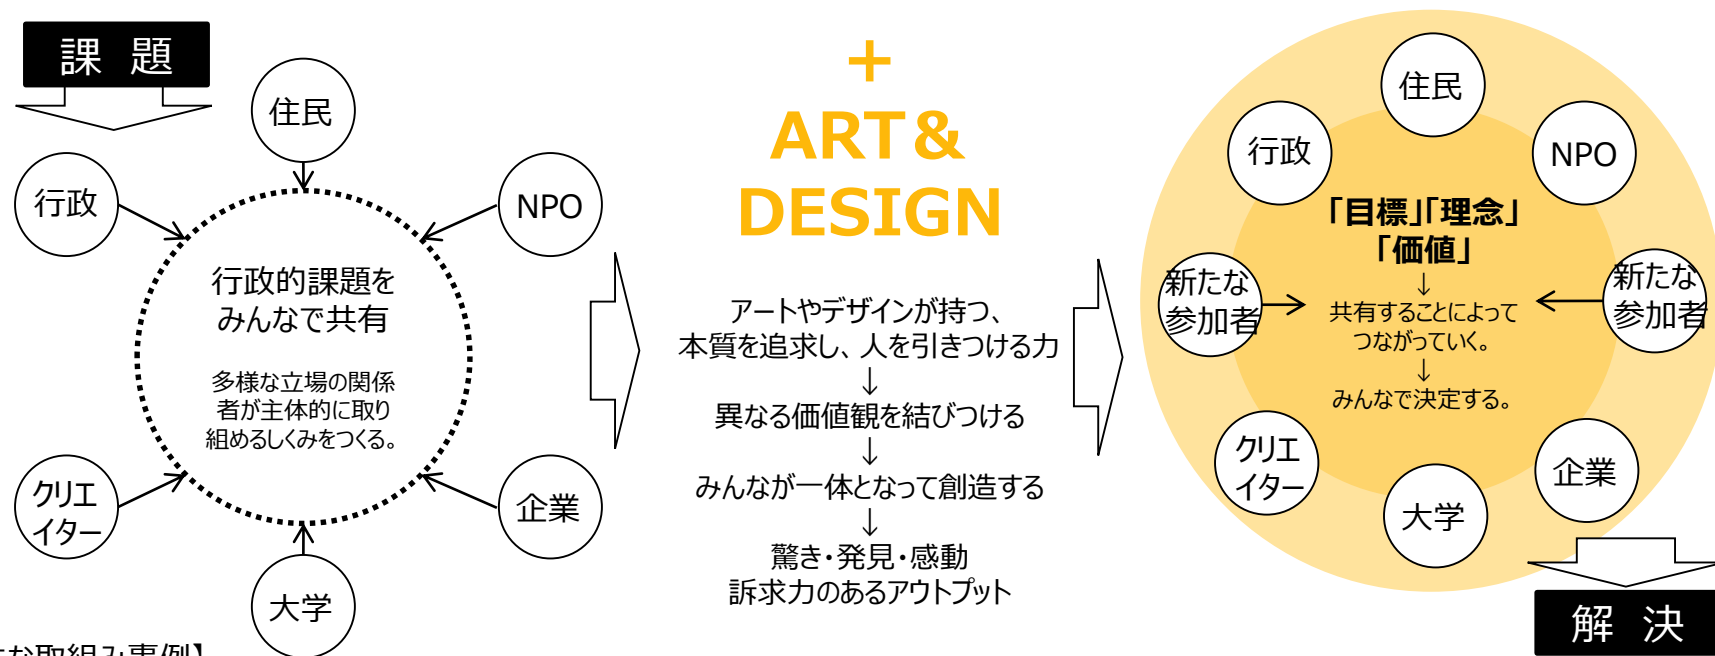 課 題
住民
行政
NPO
行政的課題を
みんなで共有
多様な立場の関係
者が主体的に取り
組めるしくみをつくる。
クリエ
イター
企業
大学
な取組み事例】
+
ART&
DESIGN
アートやデザインが持つ、
本質を追求し、人を引きつける力
↓
異なる価値観を結びつける
↓
みんなが一体となって創造する
↓
驚き・発見・感動
訴求力のあるアウトプット
住民
行政
NPO
「目標」「理念」
「価値」
↓
共有することによって
つながっていく。
↓
みんなで決定する。
新たな
参加者
新たな
参加者
クリエ
イター
企業
大学
解 決